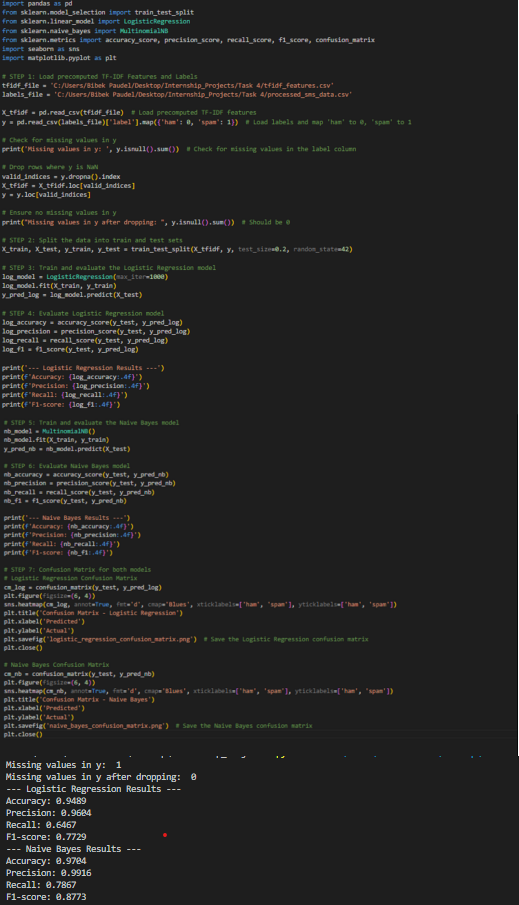 import pandas as pd
from sklearn.model_selection import train_test_split
from sklearn.linear_model import LogisticRegression
from sklearn.naive_bayes import MultinomialNB
from sklearn.metrics import accuracy_score, precision_score, recall_score, f1_score, confusion_matrix
import seaborn as sns
import matplotlib.pyplot as plt
# STEP 1: Load Precomputed TF-IDF Features and Labels
tfidf_file = 'C:/Users/Bibek Paudel/Desktop/Internship_Projects/Task 4/tfidf_features.csv'
labels_file = 'C:/Users/Bibek Paudel/Desktop/Internship_Projects/Task 4/processed_sms_data.csv'
X_tfidf = pd.read_csv(tfidf_file)  # Load precomputed TF-IDF features
y = pd.read_csv(labels_file)['label'].map({'ham': 0, 'spam': 1})  # Load labels and map 'ham' to 0, 'spam' to 1
# Check for missing values in y
print('Missing values in y: ', y.isnull().sum())  # Check for missing values in the label column
# Drop rows where y is NaN
valid_indices = y.dropna().index
X_tfidf = X_tfidf.loc[valid_indices]
y = y.loc[valid_indices]
# Ensure no missing values in y
print("Missing values in y after dropping: ", y.isnull().sum())  # Should be 0
# STEP 2: Split the data into train and test sets
X_train, X_test, y_train, y_test = train_test_split(X_tfidf, y, test_size=0.2, random_state=42)
# STEP 3: Train and evaluate the Logistic Regression model
log_model = LogisticRegression(max_iter=1000)
log_model.fit(X_train, y_train)
y_pred_log = log_model.predict(X_test)
# STEP 4: Evaluate Logistic Regression model
log_accuracy = accuracy_score(y_test, y_pred_log)
log_precision = precision_score(y_test, y_pred_log)
log_recall = recall_score(y_test, y_pred_log)
log_f1 = f1_score(y_test, y_pred_log)
print('--- Logistic Regression Results ---')
print(f'Accuracy: {log_accuracy:.4f}')
print(f'Precision: {log_precision:.4f}')
print(f'Recall: {log_recall:.4f}')
print(f'F1-score: {log_f1:.4f}')
# STEP 5: Train and evaluate the Naive Bayes model
nb_model = MultinomialNB()
nb_model.fit(X_train, y_train)
y_pred_nb = nb_model.predict(X_test)
# STEP 6: Evaluate Naive Bayes model
nb_accuracy = accuracy_score(y_test, y_pred_nb)
nb_precision = precision_score(y_test, y_pred_nb)
nb_recall = recall_score(y_test, y_pred_nb)
nb_f1 = f1_score(y_test, y_pred_nb)
print('--- Naive Bayes Results ---')
print(f'Accuracy: {nb_accuracy:.4f}')
print(f'Precision: {nb_precision:.4f}')
print(f'Recall: {nb_recall:.4f}')
print(f'F1-score: {nb_f1:.4f}')
# STEP 7: Confusion Matrix for both models
# Logistic Regression Confusion Matrix
cm_log = confusion_matrix(y_test, y_pred_log)
plt.figure(figsize=(6, 4))
sns.heatmap(cm_log, annot=True, fmt='d', cmap='Blues', xticklabels=['ham', 'spam'], yticklabels=['ham', 'spam'])
plt.title('Confusion Matrix - Logistic Regression')
plt.xlabel('Predicted')
plt.ylabel('Actual')
plt.savefig('logistic_regression_confusion_matrix.png')  # Save the Logistic Regression confusion matrix
plt.close()
# Naive Bayes Confusion Matrix
cm_nb = confusion_matrix(y_test, y_pred_nb)
plt.figure(figsize=(6, 4))
sns.heatmap(cm_nb, annot=True, fmt='d', cmap='Blues', xticklabels=['ham', 'spam'], yticklabels=['ham', 'spam'])
plt.title('Confusion Matrix - Naive Bayes')
plt.xlabel('Predicted')
plt.ylabel('Actual')
plt.savefig('naive_bayes_confusion_matrix.png')  # Save the Naive Bayes confusion matrix
plt.close()
Missing values in y:  1
Missing values in y after dropping:  0
--- Logistic Regression Results ---
Accuracy: 0.9489
Precision: 0.9604
Recall: 0.6467
F1-score: 0.7729
--- Naive Bayes Results ---
Accuracy: 0.9704
Precision: 0.9916
Recall: 0.7867
F1-score: 0.8773